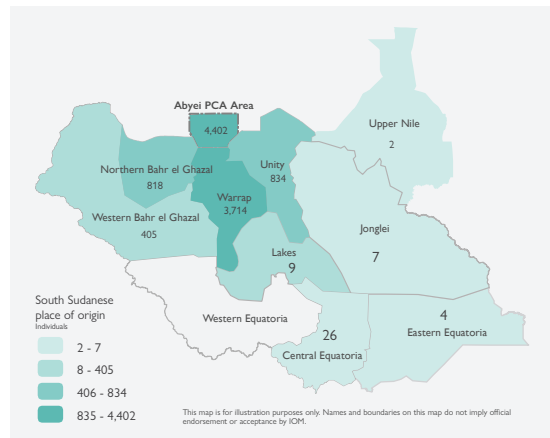 Abyei PCA Area
4,402
Upper Nile
2
Northern Bahr el Ghazal
818
Unity
834
Warrap
3,714
Western Bahr el Ghazal
405
Jonglei
7
Lakes
9
Western Equatoria
26
Central Equatoria
4
Eastern Equatoria
South Sudanese
place of origin
Individuals
2 - 7
8 - 405
406 - 834
835 - 4,402
This map is for illustration purposes only. Names and boundaries on this map do not imply official
endorsement or acceptance by IOM.